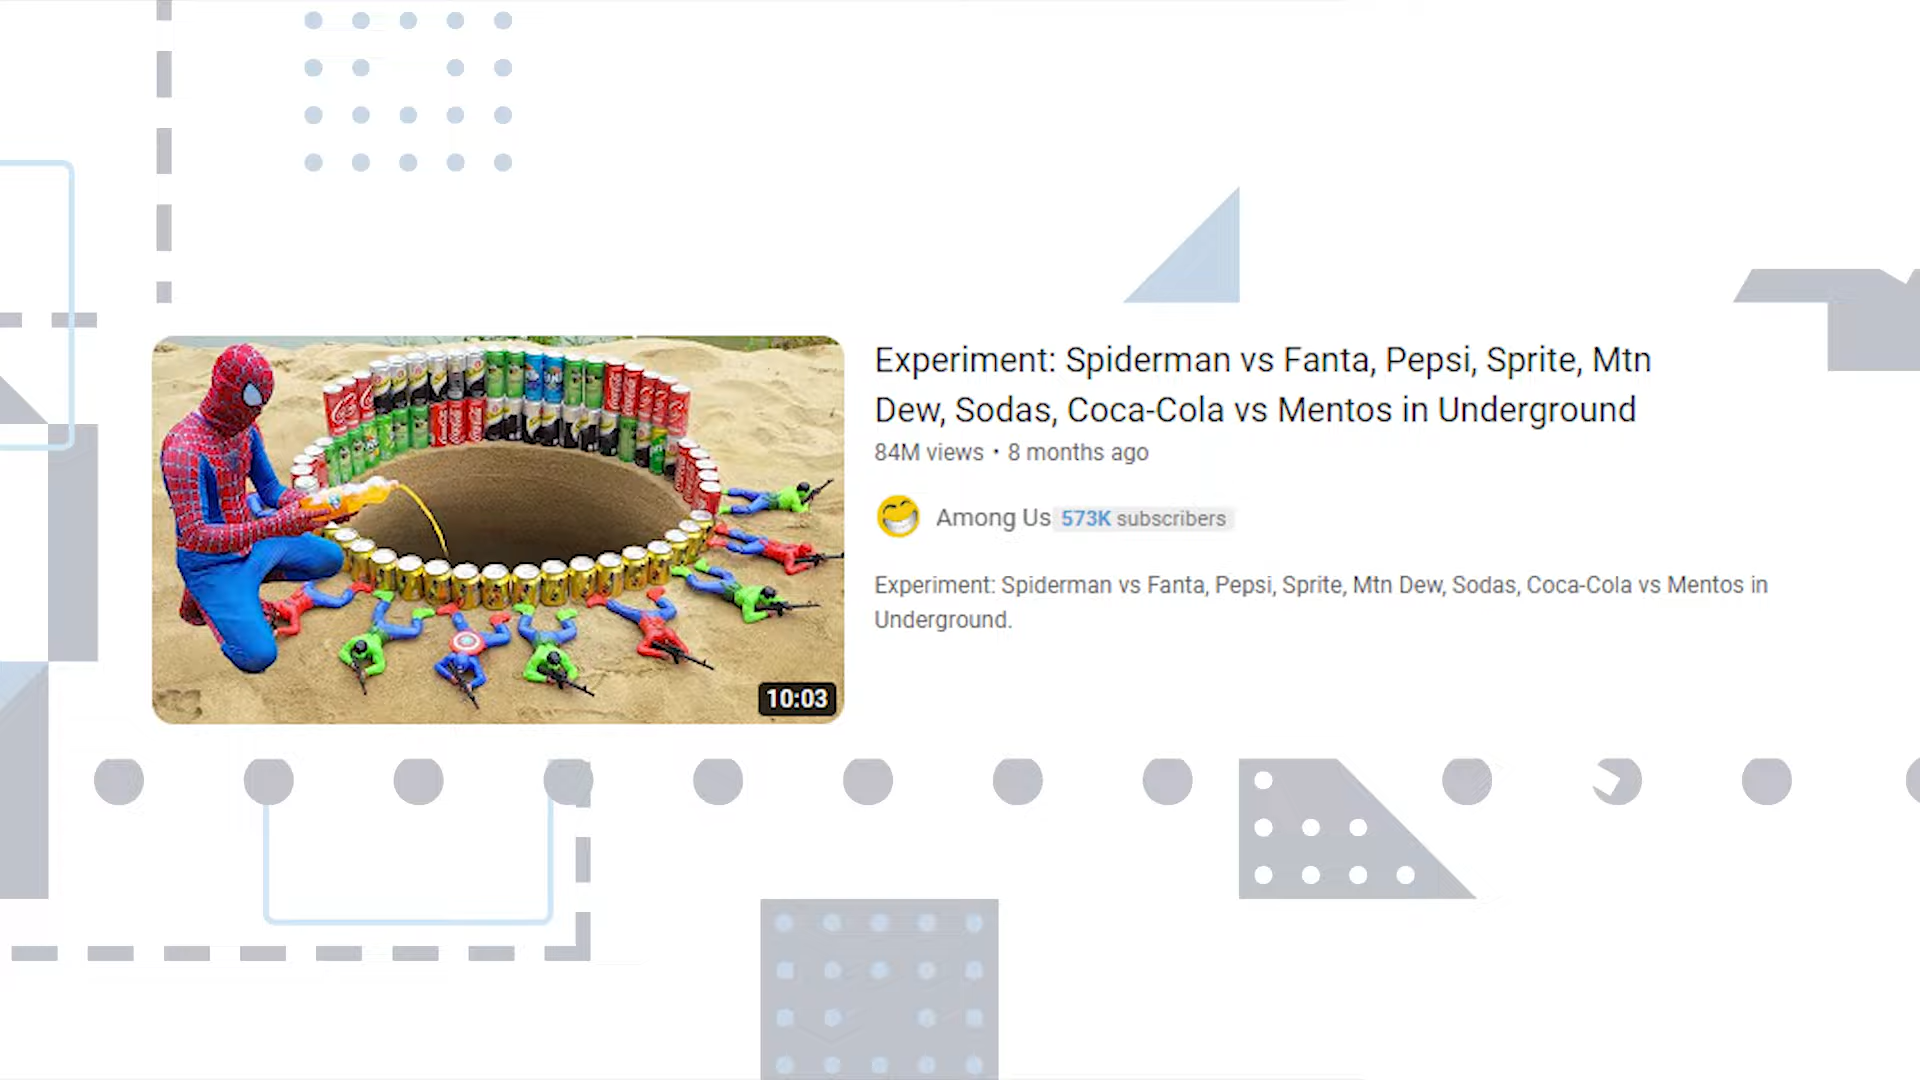 Experiment: Spiderman vs Fanta, Pepsi, Sprite, Mtn
Dew, Sodas, Coca-Cola vs Mentos in Underground
84M views • 8 months ago
Among Us 573K subscribers
Experiment: Spiderman vs Fanta, Pepsi, Sprite, Mtn Dew, Sodas, Coca-Cola vs Mentos in
Underground.
10:03